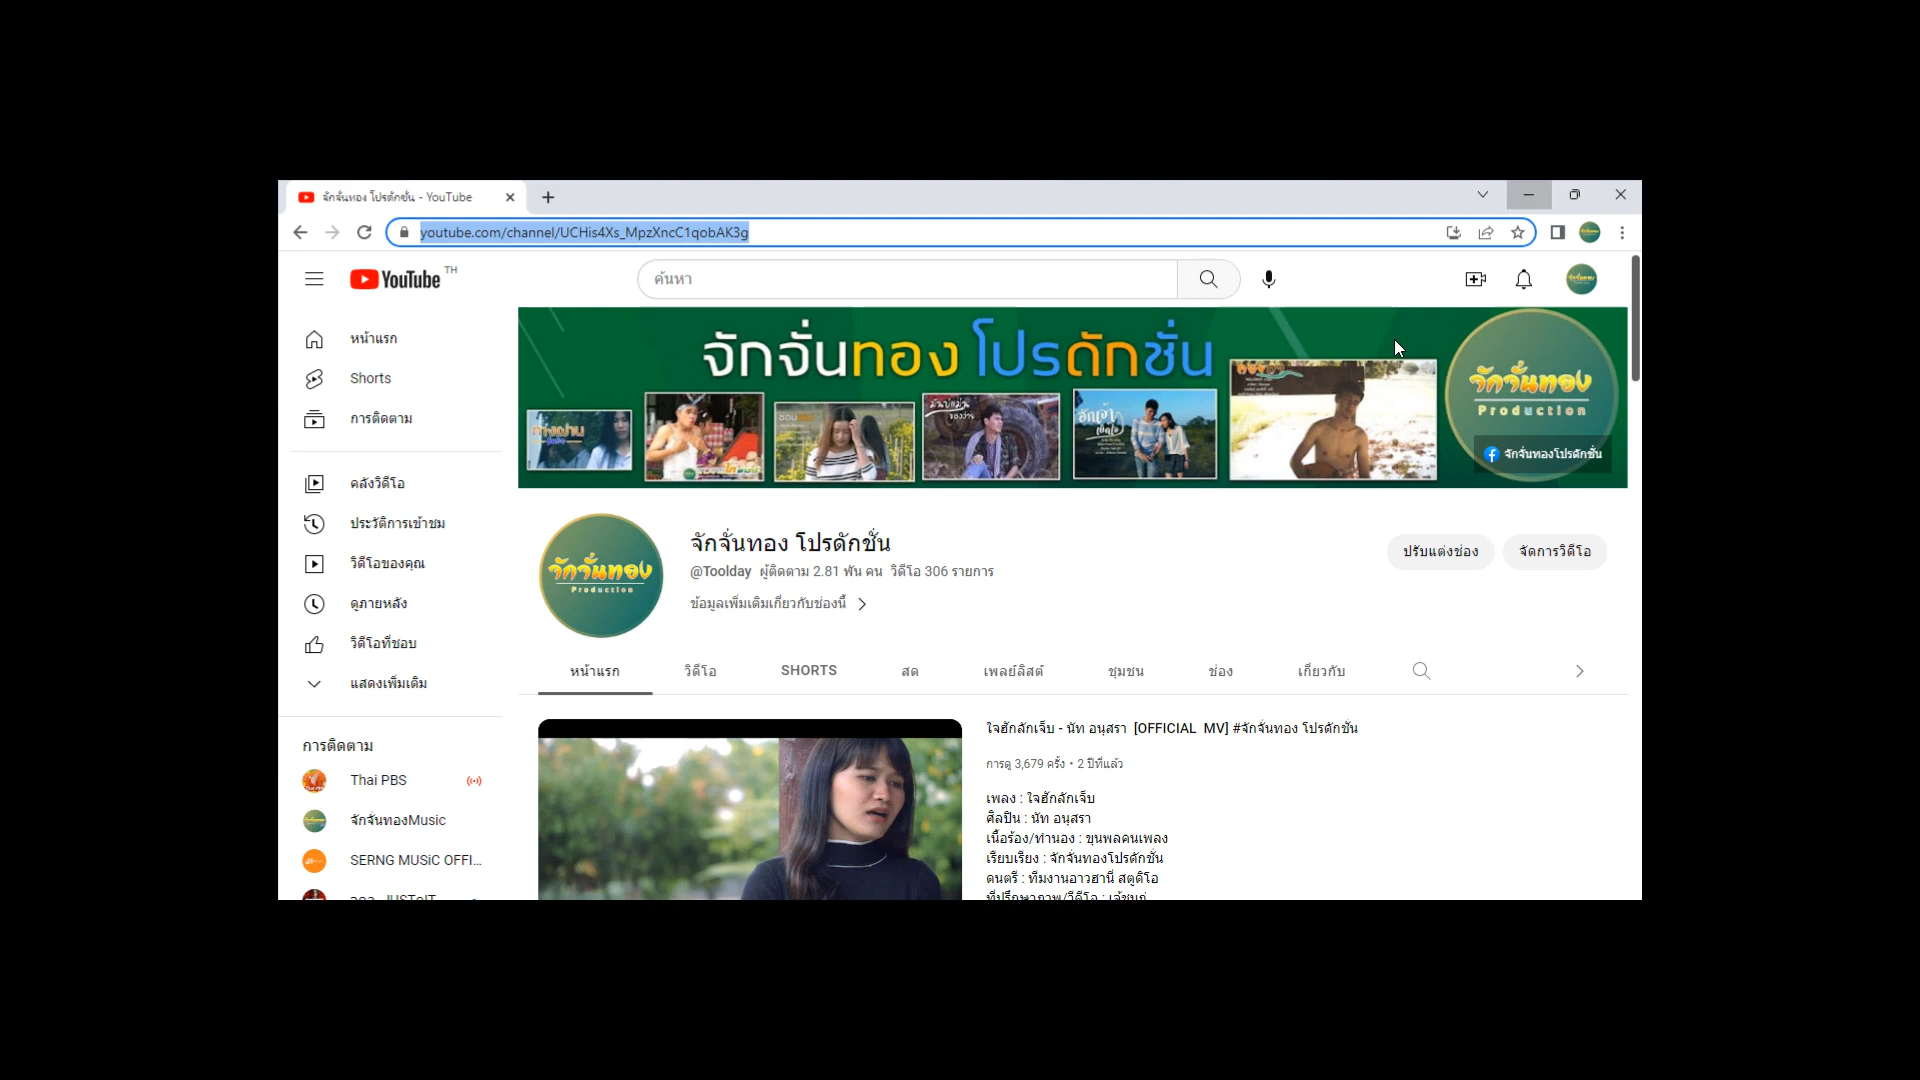 จักจั่นทอง โปรดักชั่น - YouTube
youtube.com/channel/UCHis4Xs_MpzXncC1qobAK3g
YouTube TH
ค้นหา
หน้าแรก
Shorts
การติดตาม
คลังวิดีโอ
ประวัติการเข้าชม
วิดีโอของคุณ
ดูภายหลัง
วิดีโอที่ชอบ
แสดงเพิ่มเติม
การติดตาม
Thai PBS
จักจั่นทองMusic
SERNG MUSiC OFFI...
จักจั่นทอง โปรดักชั่น
จักจั่นทอง
Production
จักจั่นทองโปรดักชั่น
จักจั่นทอง
Production
จักจั่นทอง โปรดักชั่น
@Toolday ผู้ติดตาม 2.81 พัน คน วิดีโอ 306 รายการ
ข้อมูลเพิ่มเติมเกี่ยวกับช่องนี้
ปรับแต่งช่อง
จัดการวิดีโอ
หน้าแรก วิดีโอ SHORTS สด เพลย์ลิสต์ ชุมชน ช่อง เกี่ยวกับ
ใจฮักลักเจ็บ - นัท อนุสรา [OFFICIAL MV] #จักจั่นทอง โปรดักชั่น
การดู 3,679 ครั้ง • 2 ปีที่แล้ว
เพลง : ใจฮักลักเจ็บ
ศิลปิน : นัท อนุสรา
เนื้อร้อง/ทำนอง : ขุนพลคนเพลง
เรียบเรียง : จักจั่นทองโปรดักชั่น
ดนตรี : ทีมงานอาวฮานี่ สตูดิโอ